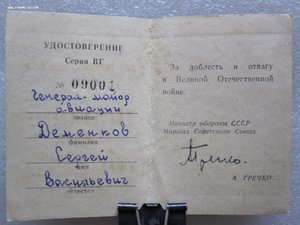 УДОСТОВЕРЕНИЕ
Серия ВГ
№ 09001
Генерал-майор
авиации
звание
Деменков
фамилия
Сергей
имя
Васильевич
отчество
За доблесть и отвагу
в Великой Отечественной
войне.
Министр обороны СССР
Маршал Советского Союза
А. ГРЕЧКО